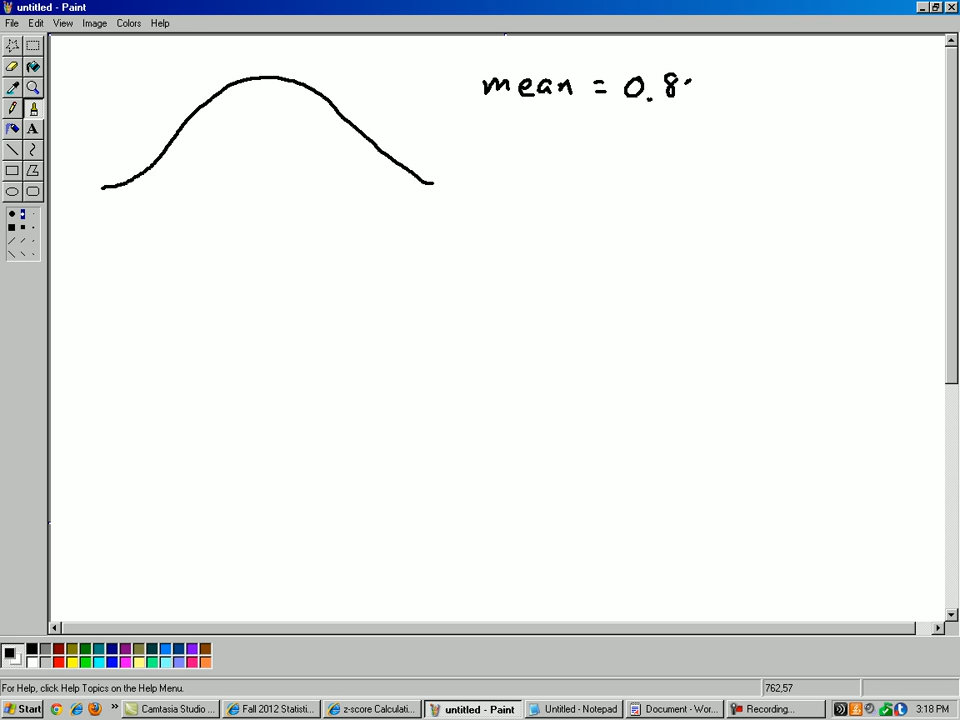 untitled - Paint
File Edit View Image Colors Help
mean = 0.8
A
For Help, click Help Topics on the Help Menu.
762,57
Start
»
Camtasia Studio ...
Fall 2012 Statisti...
z-score Calculati...
untitled - Paint
Untitled - Notepad
Document - Wor...
Recording...
3:18 PM